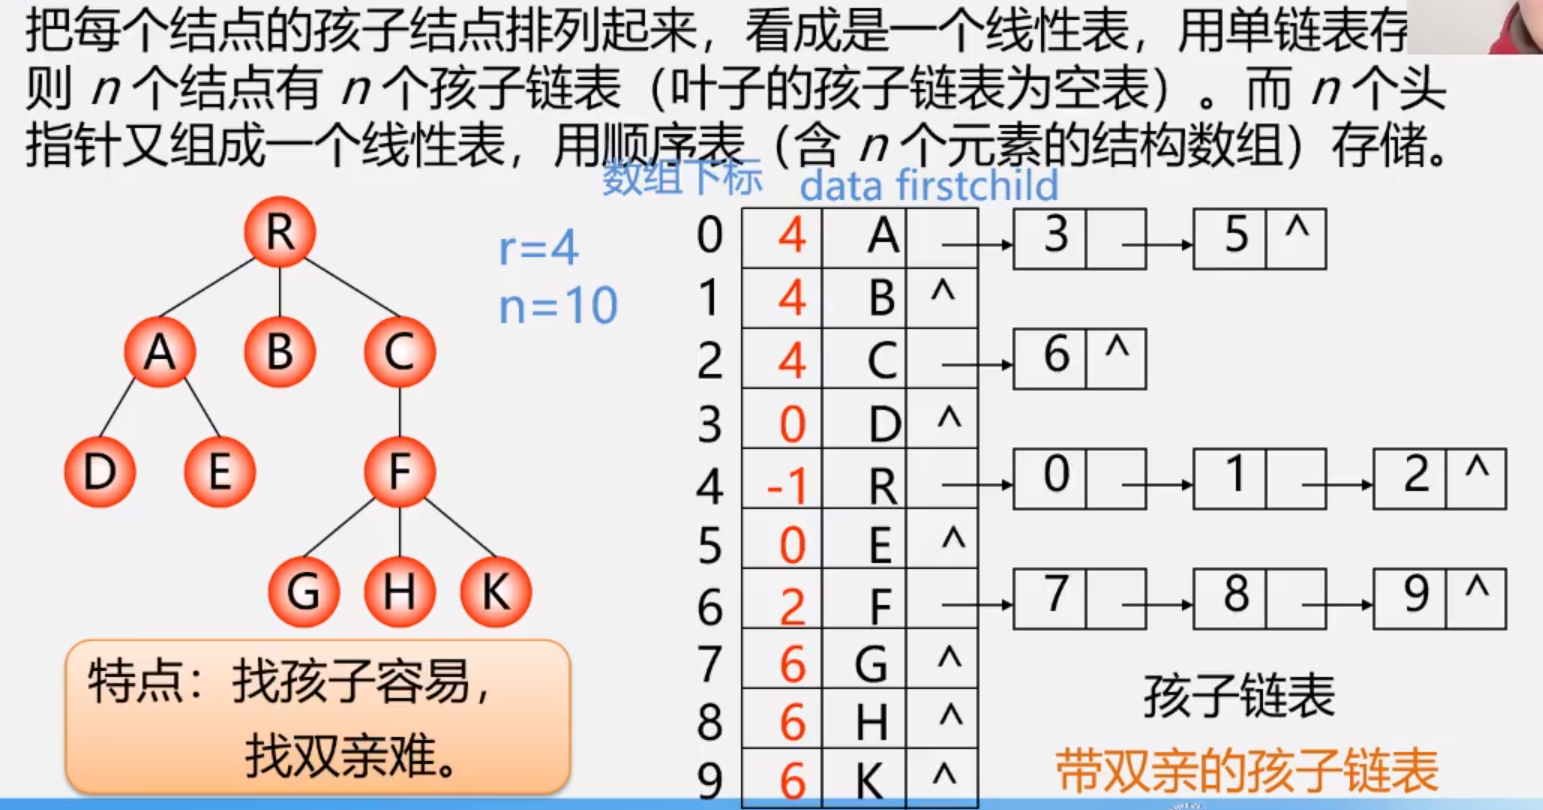 把每个结点的孩子结点排列起来，看成是一个线性表，用单链表存
则 n 个结点有 n 个孩子链表（叶子的孩子链表为空表）。而 n 个头
指针又组成一个线性表，用顺序表（含 n 个元素的结构数组）存储。
数组下标 data firstchild
R
A B C
D E F
G H K
r=4
n=10
0 4 A 3 5 ^
1 4 B ^
2 4 C 6 ^
3 0 D ^
4 -1 R 0 1 2 ^
5 0 E ^
6 2 F 7 8 9 ^
7 6 G ^
8 6 H ^
9 6 K ^
特点：找孩子容易，
找双亲难。
孩子链表
带双亲的孩子链表